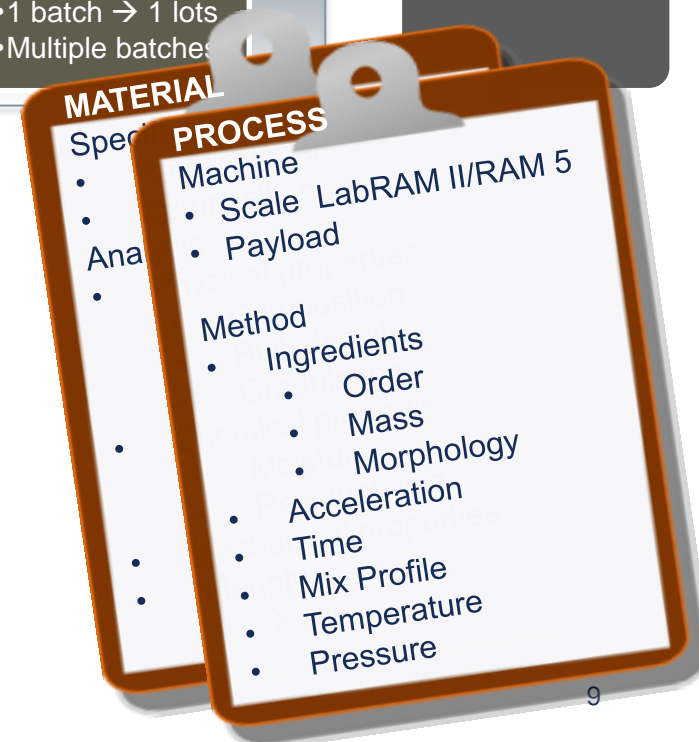 •1 batch → 1 lots
•Multiple batches
MATERIAL
Spec
•
•
Ana
•
•
•
•
PROCESS
Machine
• Scale LabRAM II/RAM 5
• Payload
Method
• Ingredients
• Order
• Mass
• Morphology
• Acceleration
• Time
• Mix Profile
• Temperature
• Pressure
9